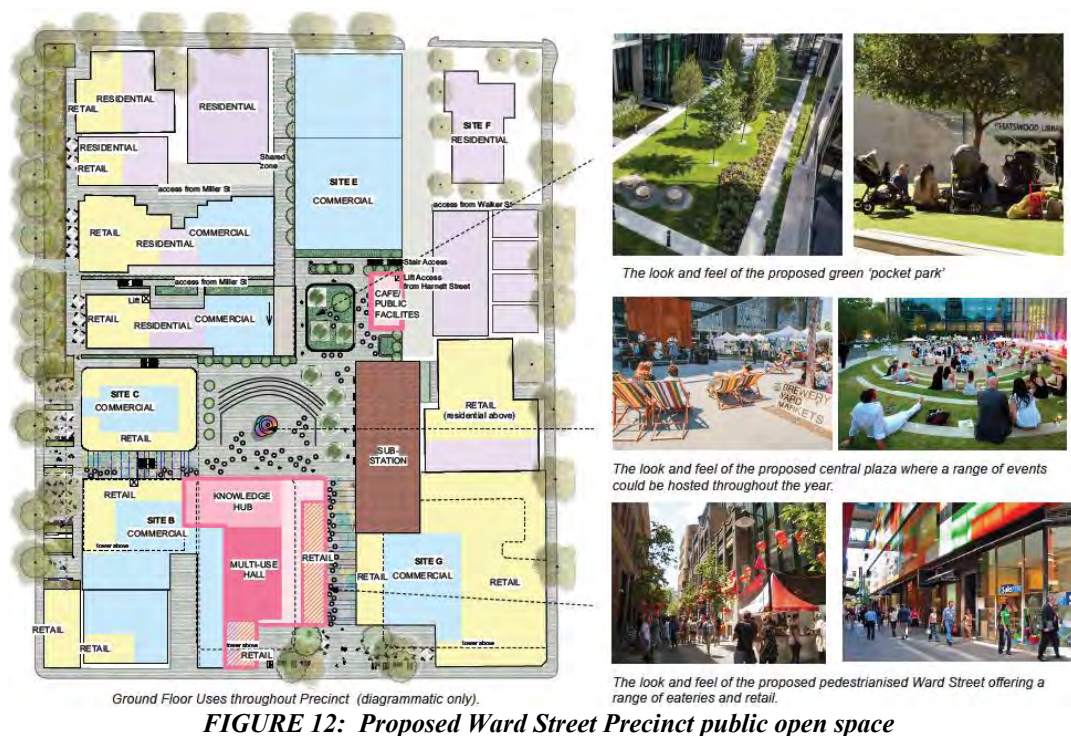 RESIDENTIAL
RETAIL
RESIDENTIAL
SITE F
RESIDENTIAL
RESIDENTIAL
RETAIL
Shared
zone
access from Miller St
SITE E
COMMERCIAL
access from Walker St
RETAIL
COMMERCIAL
RESIDENTIAL
Stair Access
Lift Access
from Harnett Street
access from Miller St
CAFE/
PUBLIC
FACILITES
Lift
RETAIL
COMMERCIAL
RESIDENTIAL
SITE C
COMMERCIAL
RETAIL
RETAIL
(residential above)
SUB-
STATION
RETAIL
KNOWLEDGE
HUB
SITE B
COMMERCIAL
tower above
MULTI-USE
HALL
RETAIL
RETAIL
SITE G
COMMERCIAL
RETAIL
RETAIL
RETAIL
tower above
RETAIL
tower above
Ground Floor Uses throughout Precinct (diagrammatic only).
CHATSWOOD
The look and feel of the proposed green 'pocket park'
BREWERY
YARD
MARKETS
The look and feel of the proposed central plaza where a range of events
could be hosted throughout the year.
The look and feel of the proposed pedestrianised Ward Street offering a
range of eateries and retail.
FIGURE 12: Proposed Ward Street Precinct public open space